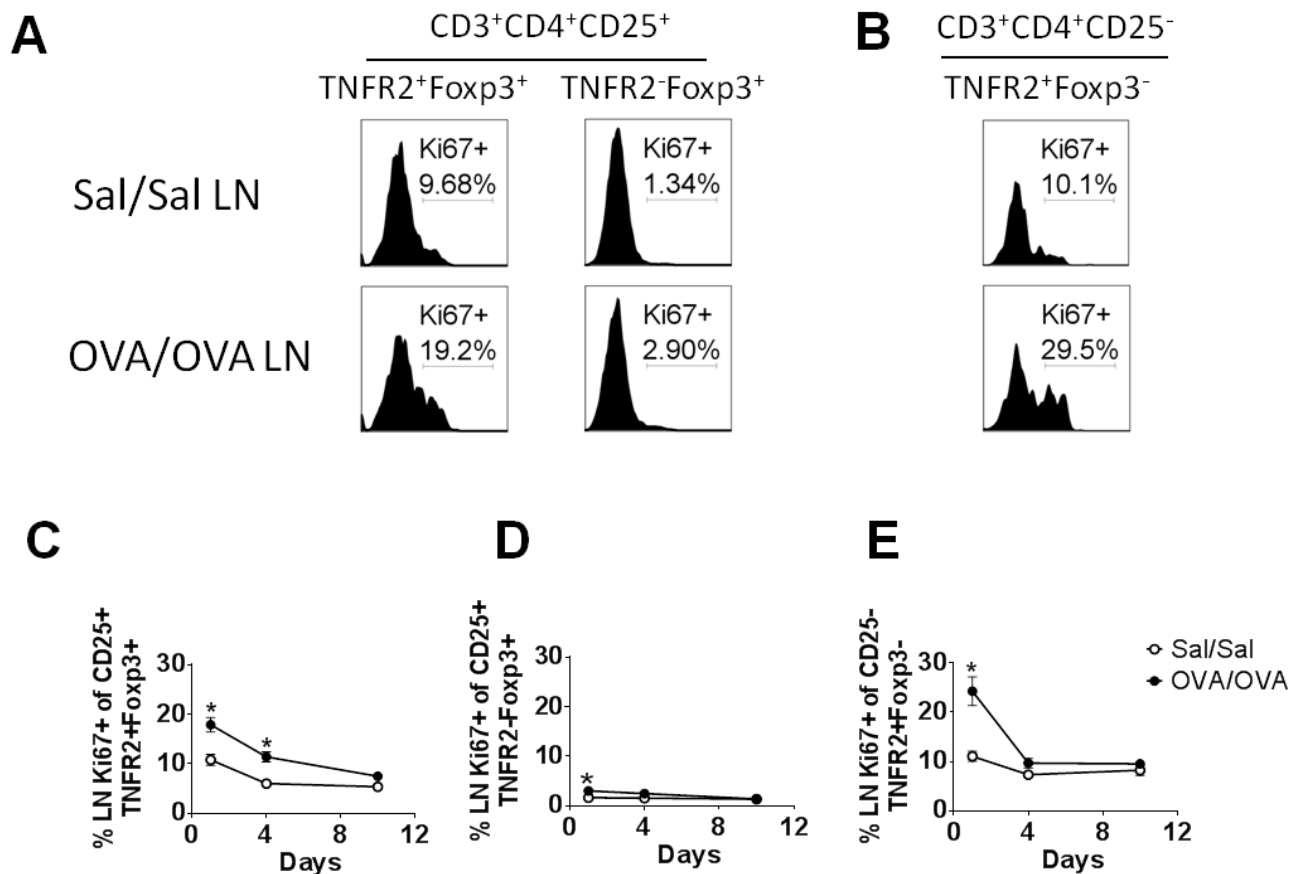 A
CD3⁺CD4⁺CD25⁺
TNFR2⁺Foxp3⁺
TNFR2⁻Foxp3⁺
B
CD3⁺CD4⁺CD25⁻
TNFR2⁺Foxp3⁻
Sal/Sal LN
Ki67+
9.68%
Ki67+
1.34%
Ki67+
10.1%
OVA/OVA LN
Ki67+
19.2%
Ki67+
2.90%
Ki67+
29.5%
C
% LN Ki67+ of CD25+
TNFR2+Foxp3+
30
20
10
0
*
*
0 4 8 12
Days
D
% LN Ki67+ of CD25+
TNFR2-Foxp3+
30
20
10
0
*
0 4 8 12
Days
E
% LN Ki67+ of CD25-
TNFR2+Foxp3-
30
20
10
0
*
0 4 8 12
Days
Sal/Sal
OVA/OVA